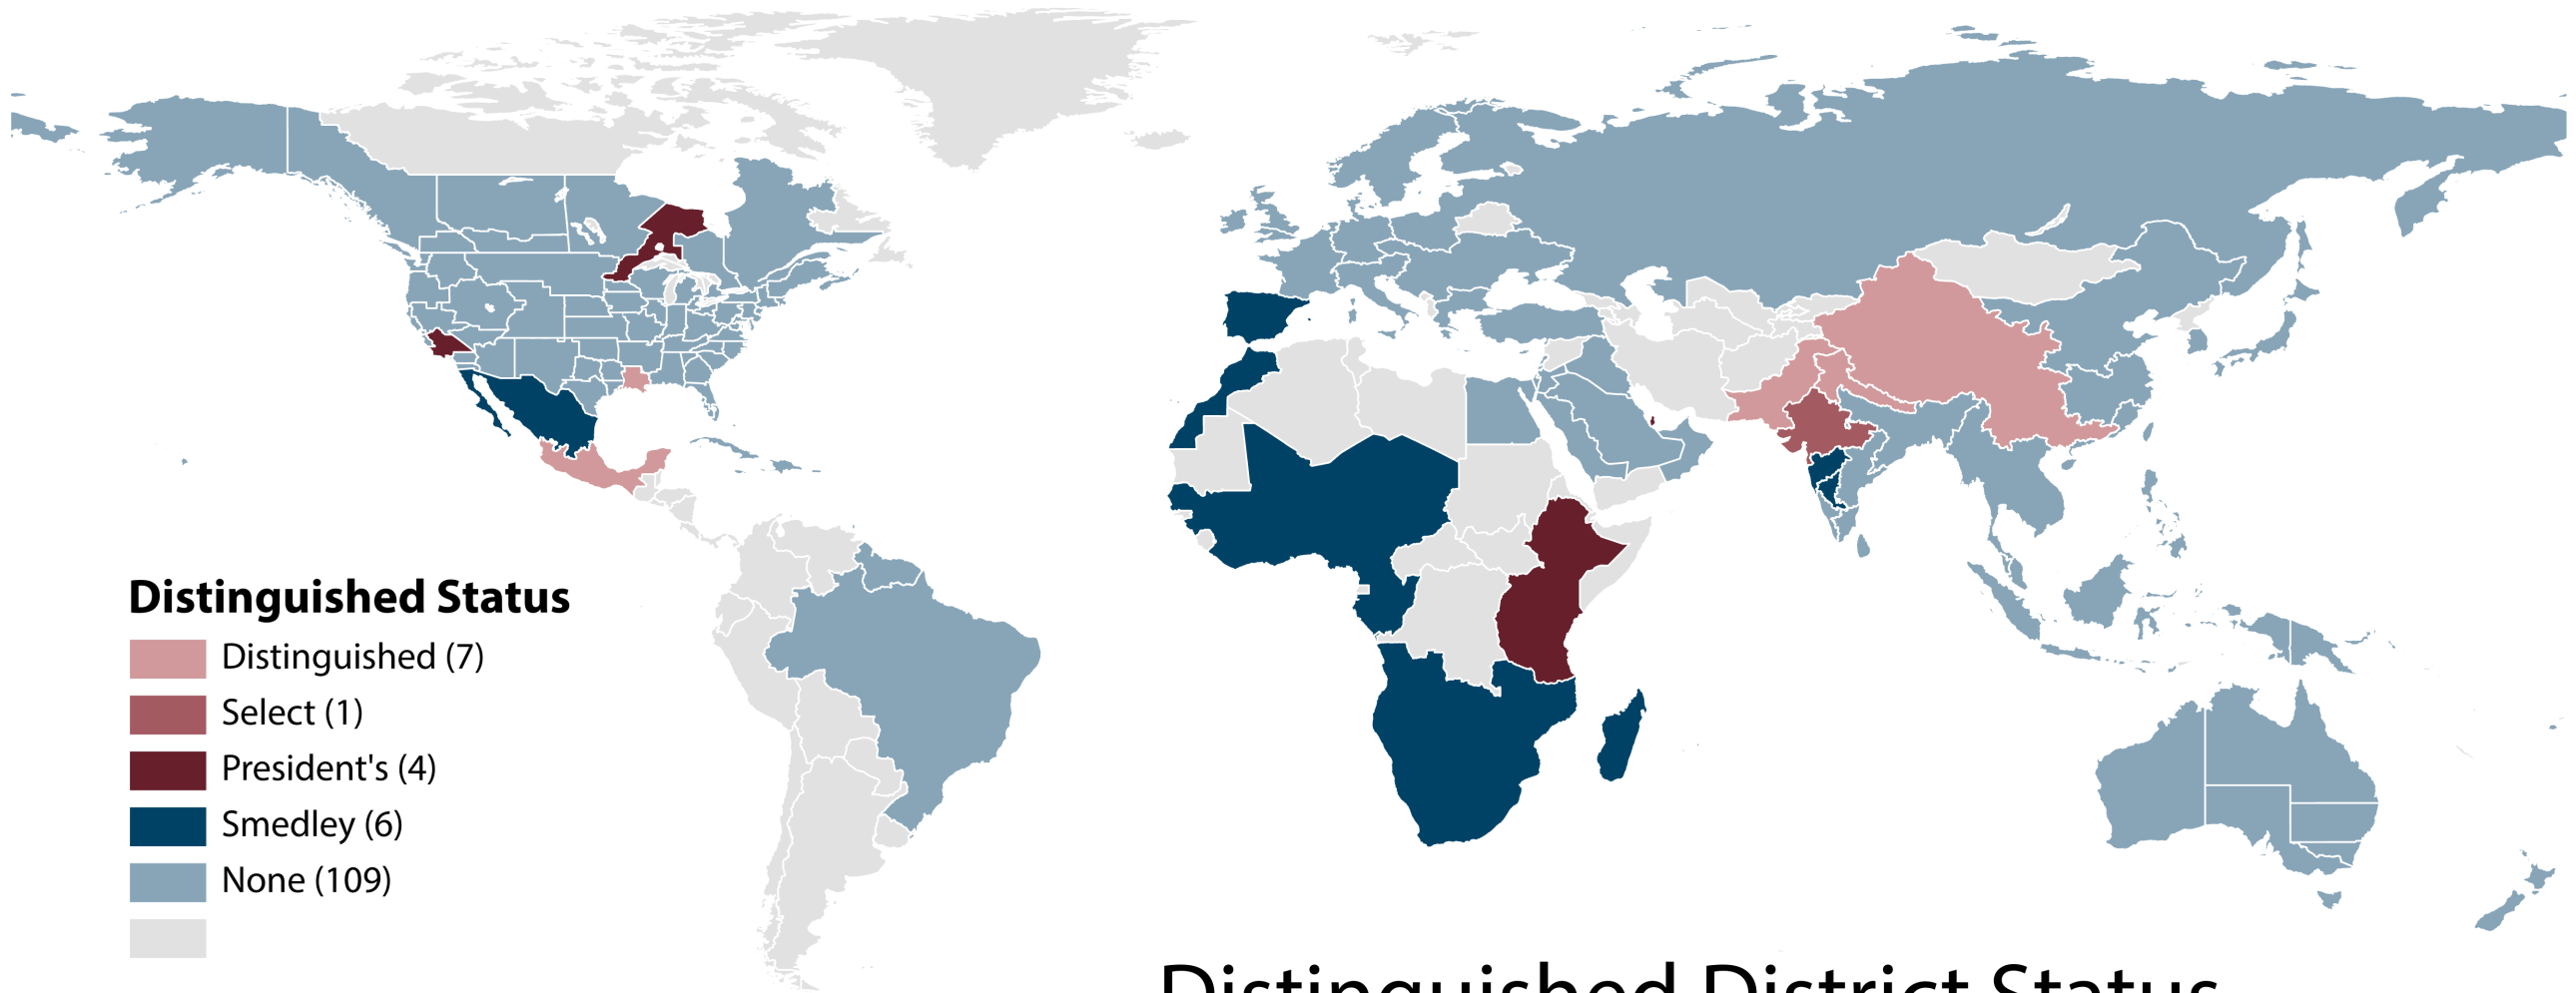 Distinguished Status
Distinguished (7)
Select (1)
President's (4)
Smedley (6)
None (109)
Distinguished District Status